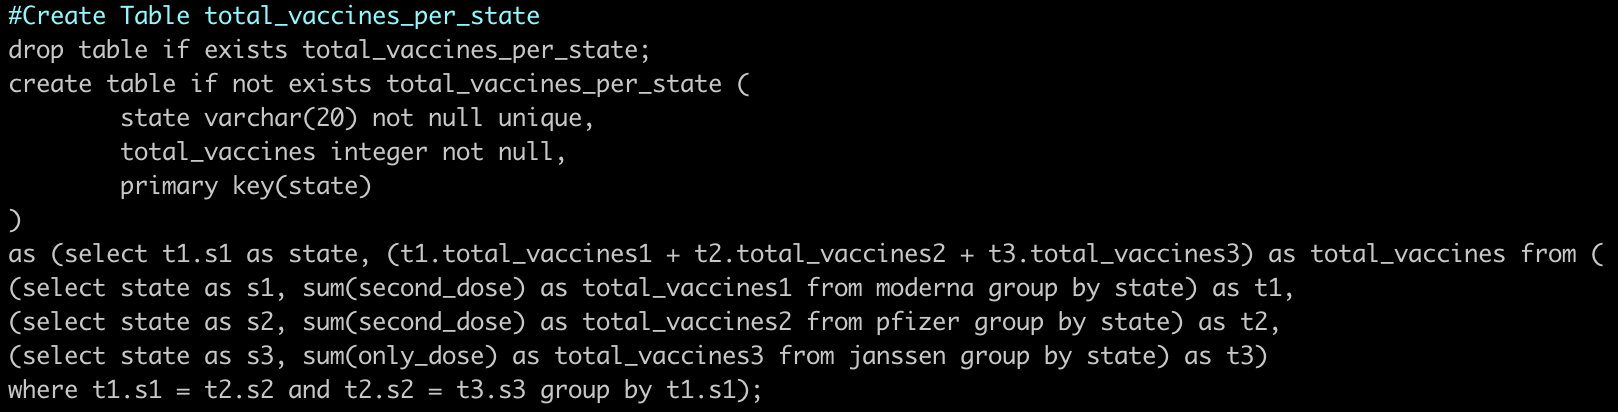 #Create Table total_vaccines_per_state
drop table if exists total_vaccines_per_state;
create table if not exists total_vaccines_per_state (
        state varchar(20) not null unique,
        total_vaccines integer not null,
        primary key(state)
)
as (select t1.s1 as state, (t1.total_vaccines1 + t2.total_vaccines2 + t3.total_vaccines3) as total_vaccines from (
(select state as s1, sum(second_dose) as total_vaccines1 from moderna group by state) as t1,
(select state as s2, sum(second_dose) as total_vaccines2 from pfizer group by state) as t2,
(select state as s3, sum(only_dose) as total_vaccines3 from janssen group by state) as t3)
where t1.s1 = t2.s2 and t2.s2 = t3.s3 group by t1.s1);